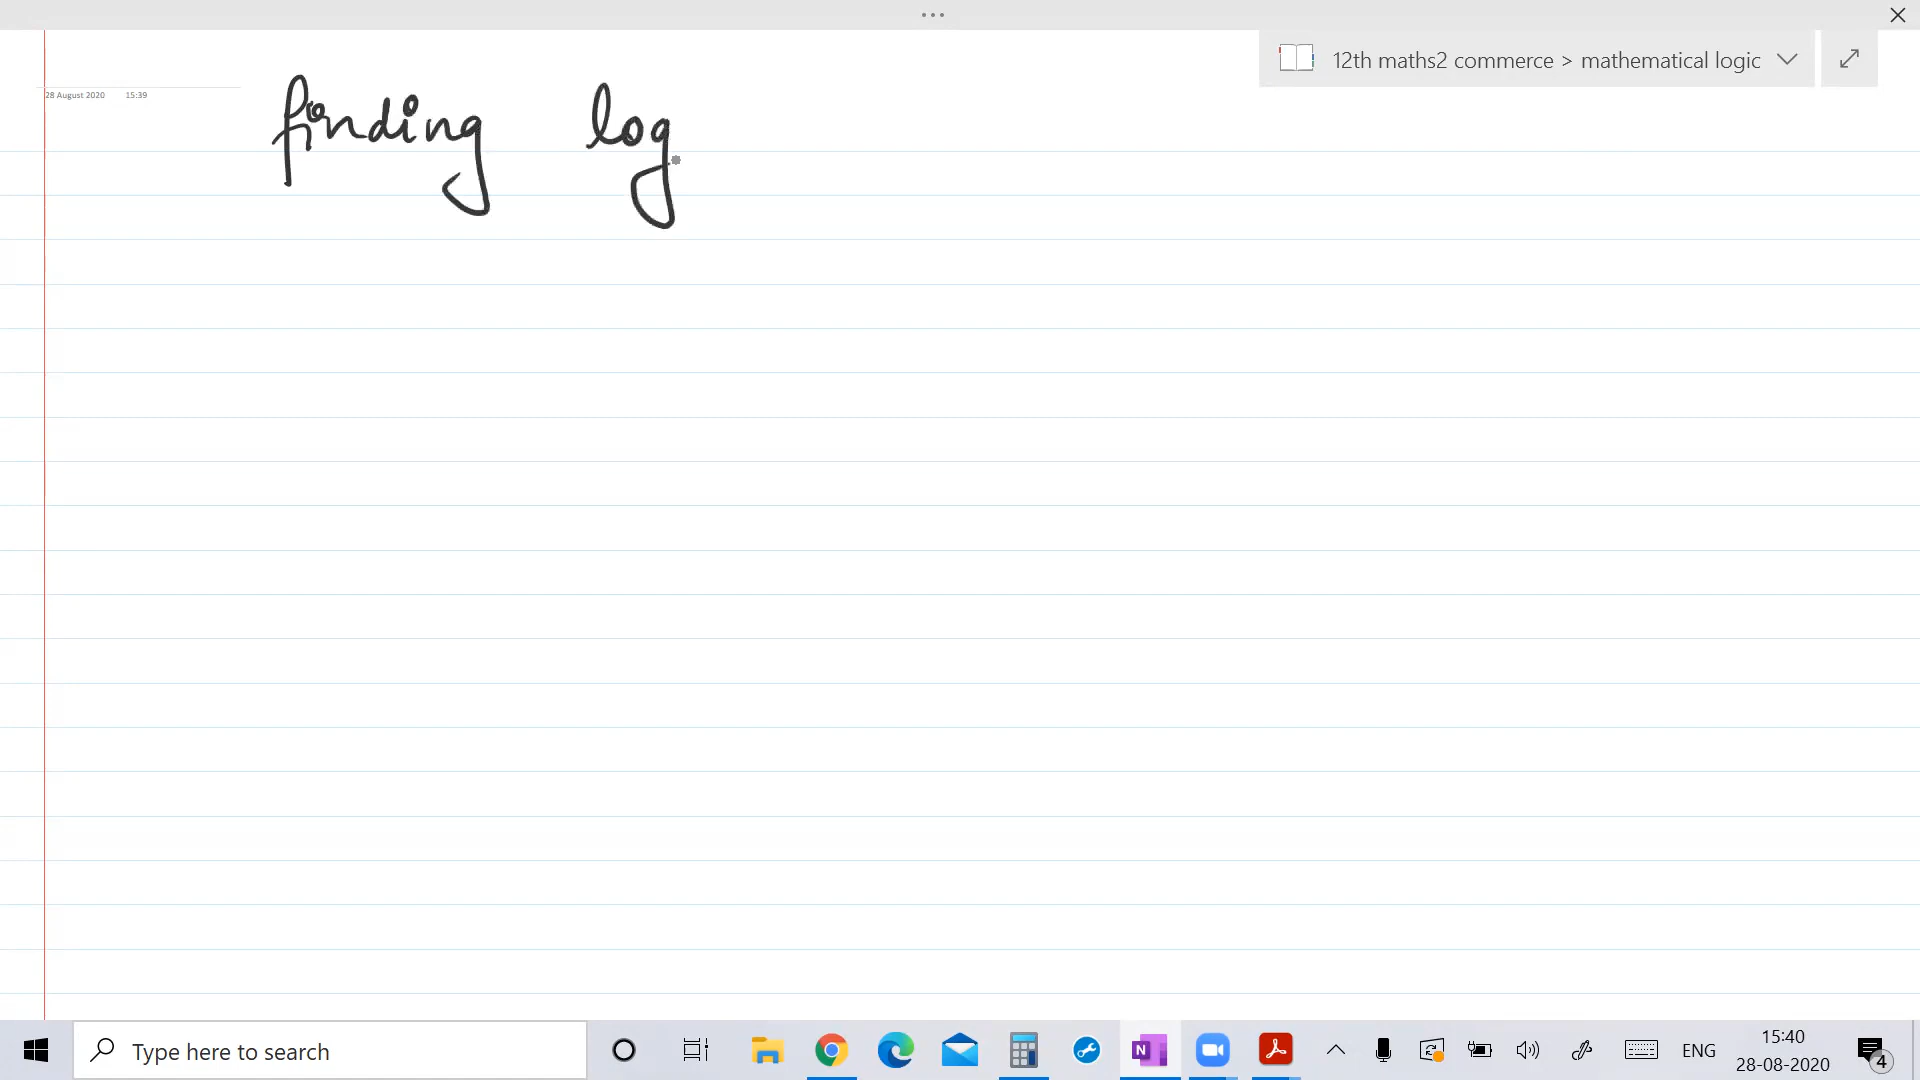 12th maths2 commerce > mathematical logic
28 August 2020 15:39
finding log
Type here to search
ENG
15:40
28-08-2020
4